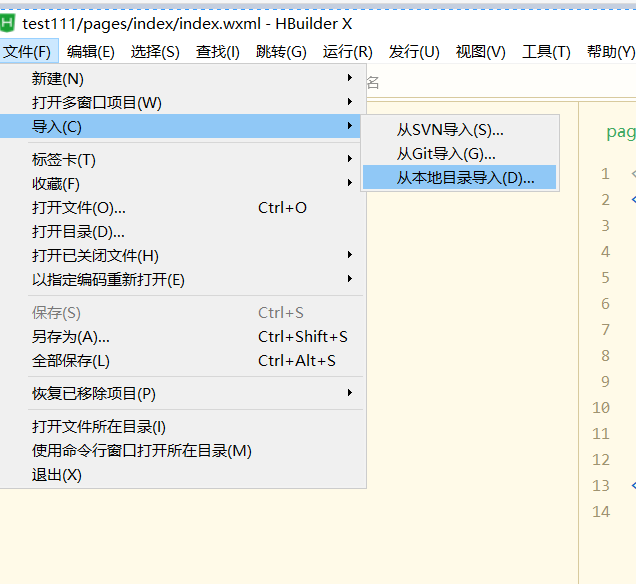 test111/pages/index/index.wxml - HBuilder X
文件(F) 编辑(E) 选择(S) 查找(I) 跳转(G) 运行(R) 发行(U) 视图(V) 工具(T) 帮助(Y)
新建(N)
名
打开多窗口项目(W)
导入(C)
从SVN导入(S)...
从Git导入(G)...
从本地目录导入(D)...
标签卡(T)
收藏(F)
打开文件(O)... Ctrl+O
打开目录(D)...
打开已关闭文件(H)
以指定编码重新打开(E)
保存(S) Ctrl+S
另存为(A)... Ctrl+Shift+S
全部保存(L) Ctrl+Alt+S
恢复已移除项目(P)
打开文件所在目录(I)
使用命令行窗口打开所在目录(M)
退出(X)
pag
1 <
2 <
3
4
5
6
7
8
9
10
11
12
13 <
14